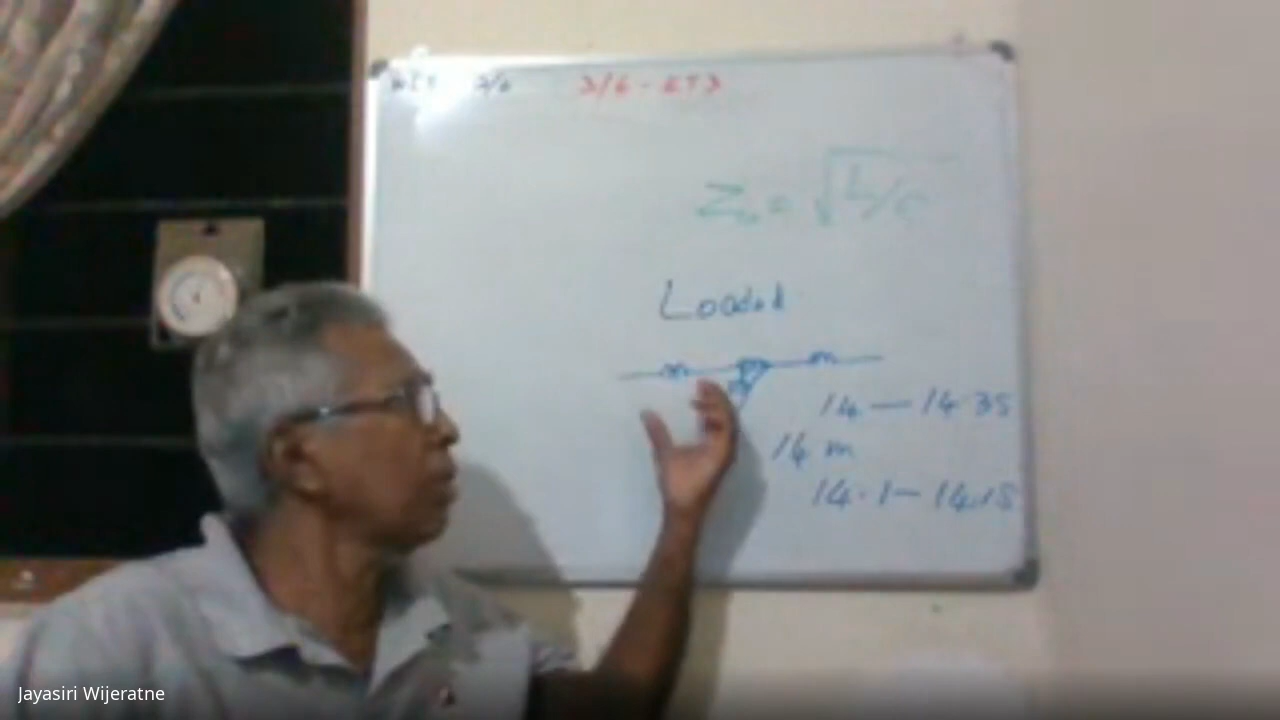 Z₀ = √L/C
Loaded
14 — 14.35
14 m
14.1 — 14.15
Jayasiri Wijeratne